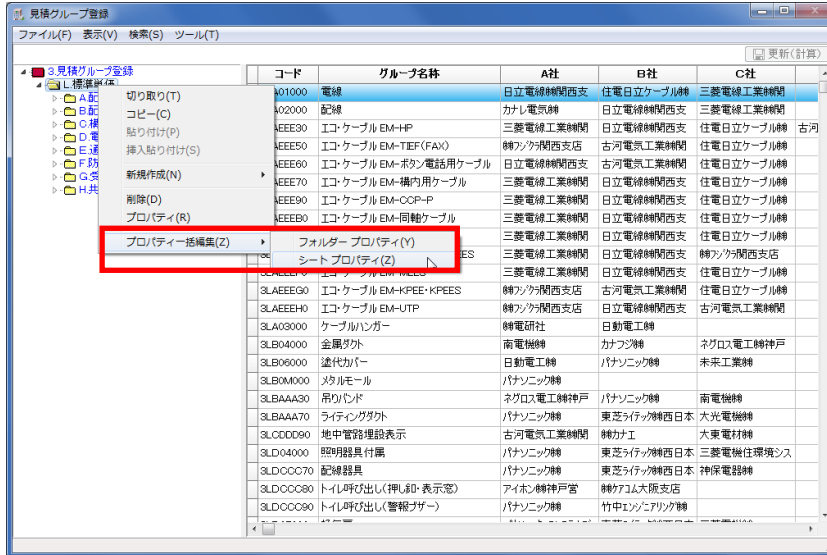 見積グループ登録
ファイル(F) 表示(V) 検索(S) ツール(T)
更新(計算)
3.見積グループ登録
L.標準単価
A.配
B.配
C.構
D.電
E.通
F.防
G.受
H.共
切り取り(T)
コピー(C)
貼り付け(P)
挿入貼り付け(S)
新規作成(N)
削除(D)
プロパティ(R)
プロパティ一括編集(Z)
フォルダー プロパティ(Y)
シート プロパティ(Z)
コード グループ名称 A社 B社 C社
A01000 電線 日立電線㈱関西支 住電日立ケーブル㈱ 三菱電線工業㈱関
A02000 配線 カナレ電気㈱ 日立電線㈱関西支 三菱電線工業㈱関
AEEE30 エコ・ケーブル EM-HP 三菱電線工業㈱関 日立電線㈱関西支 住電日立ケーブル㈱ 古河
AEEE50 エコ・ケーブル EM-TIEF(FAX) ㈱フジクラ関西支店 古河電気工業㈱関 住電日立ケーブル㈱
AEEE60 エコ・ケーブル EM-ボタン電話用ケーブル 日立電線㈱関西支 古河電気工業㈱関 住電日立ケーブル㈱
AEEE70 エコ・ケーブル EM-構内用ケーブル 三菱電線工業㈱関 日立電線㈱関西支 住電日立ケーブル㈱
AEEE90 エコ・ケーブル EM-CCP-P 三菱電線工業㈱関 日立電線㈱関西支 住電日立ケーブル㈱
AEEEB0 エコ・ケーブル EM-同軸ケーブル 三菱電線工業㈱関 日立電線㈱関西支 住電日立ケーブル㈱
三菱電線工業㈱関 日立電線㈱関西支 住電日立ケーブル㈱
EES 三菱電線工業㈱関 日立電線㈱関西支 ㈱フジクラ関西支店
エコ・ケーブル EM-MEES 三菱電線工業㈱関 日立電線㈱関西支 住電日立ケーブル㈱
3LAEEEG0 エコ・ケーブル EM-KPEE・KPEES ㈱フジクラ関西支店 古河電気工業㈱関 住電日立ケーブル㈱
3LAEEEH0 エコ・ケーブル EM-UTP ㈱フジクラ関西支店 日立電線㈱関西支 古河電気工業㈱関
3LA03000 ケーブルハンガー ㈱電研社 日動電工㈱
3LB04000 金属ダクト 南電機㈱ カナフジ㈱ ネグロス電工㈱神戸
3LB06000 塗代カバー 日動電工㈱ パナソニック㈱ 未来工業㈱
3LB0M000 メタルモール パナソニック㈱
3LBAAA30 吊りバンド ネグロス電工㈱神戸 パナソニック㈱ 南電機㈱
3LBAAA70 ライティングダクト パナソニック㈱ 東芝ライテック㈱西日本 大光電機㈱
3LCDDD90 地中管路埋設表示 古河電気工業㈱関 ㈱カナエ 大東電材㈱
3LD04000 照明器具付属 パナソニック㈱ 東芝ライテック㈱西日本 三菱電機住環境シス
3LDCCC70 配線器具 パナソニック㈱ 東芝ライテック㈱西日本 神保電器㈱
3LDCCC80 トイレ呼び出し(押し釦・表示窓) アイホン㈱神戸営 ㈱ケアコム大阪支店
3LDCCC90 トイレ呼び出し(警報ブザー) パナソニック㈱ 竹中エンジニアリング㈱